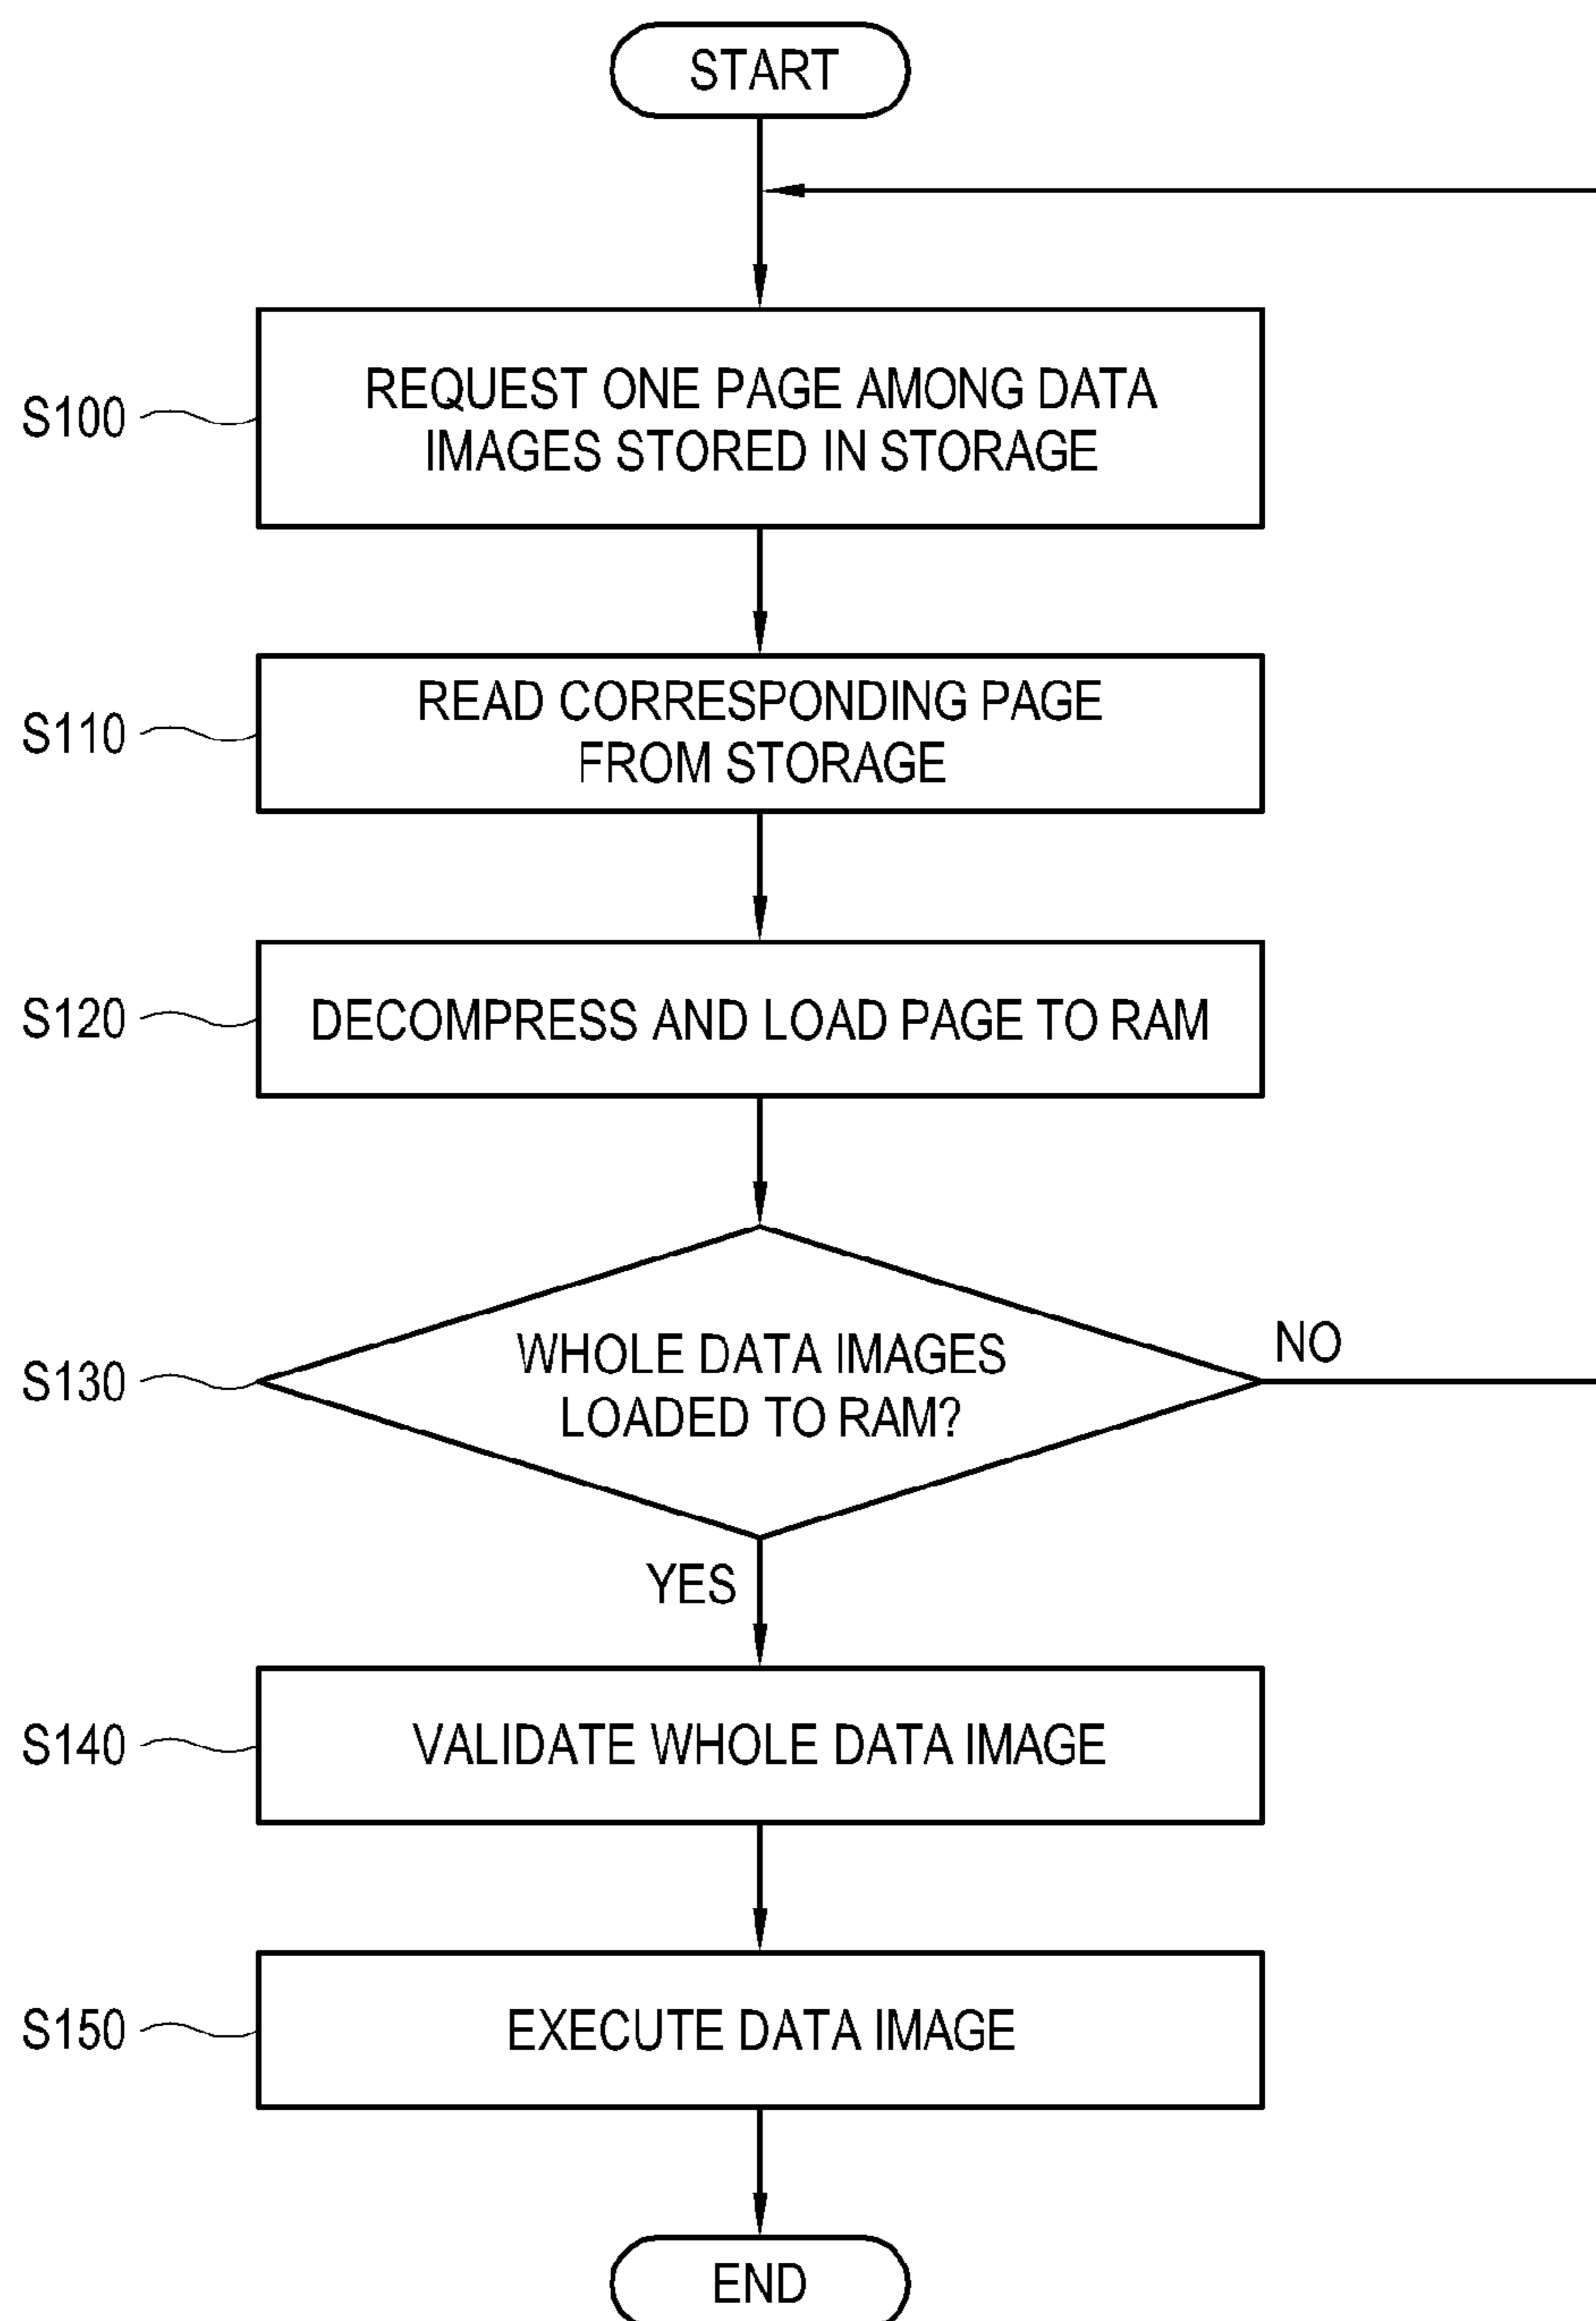 START
S100
REQUEST ONE PAGE AMONG DATA
IMAGES STORED IN STORAGE
S110
READ CORRESPONDING PAGE
FROM STORAGE
S120
DECOMPRESS AND LOAD PAGE TO RAM
S130
WHOLE DATA IMAGES
LOADED TO RAM?
NO
YES
S140
VALIDATE WHOLE DATA IMAGE
S150
EXECUTE DATA IMAGE
END